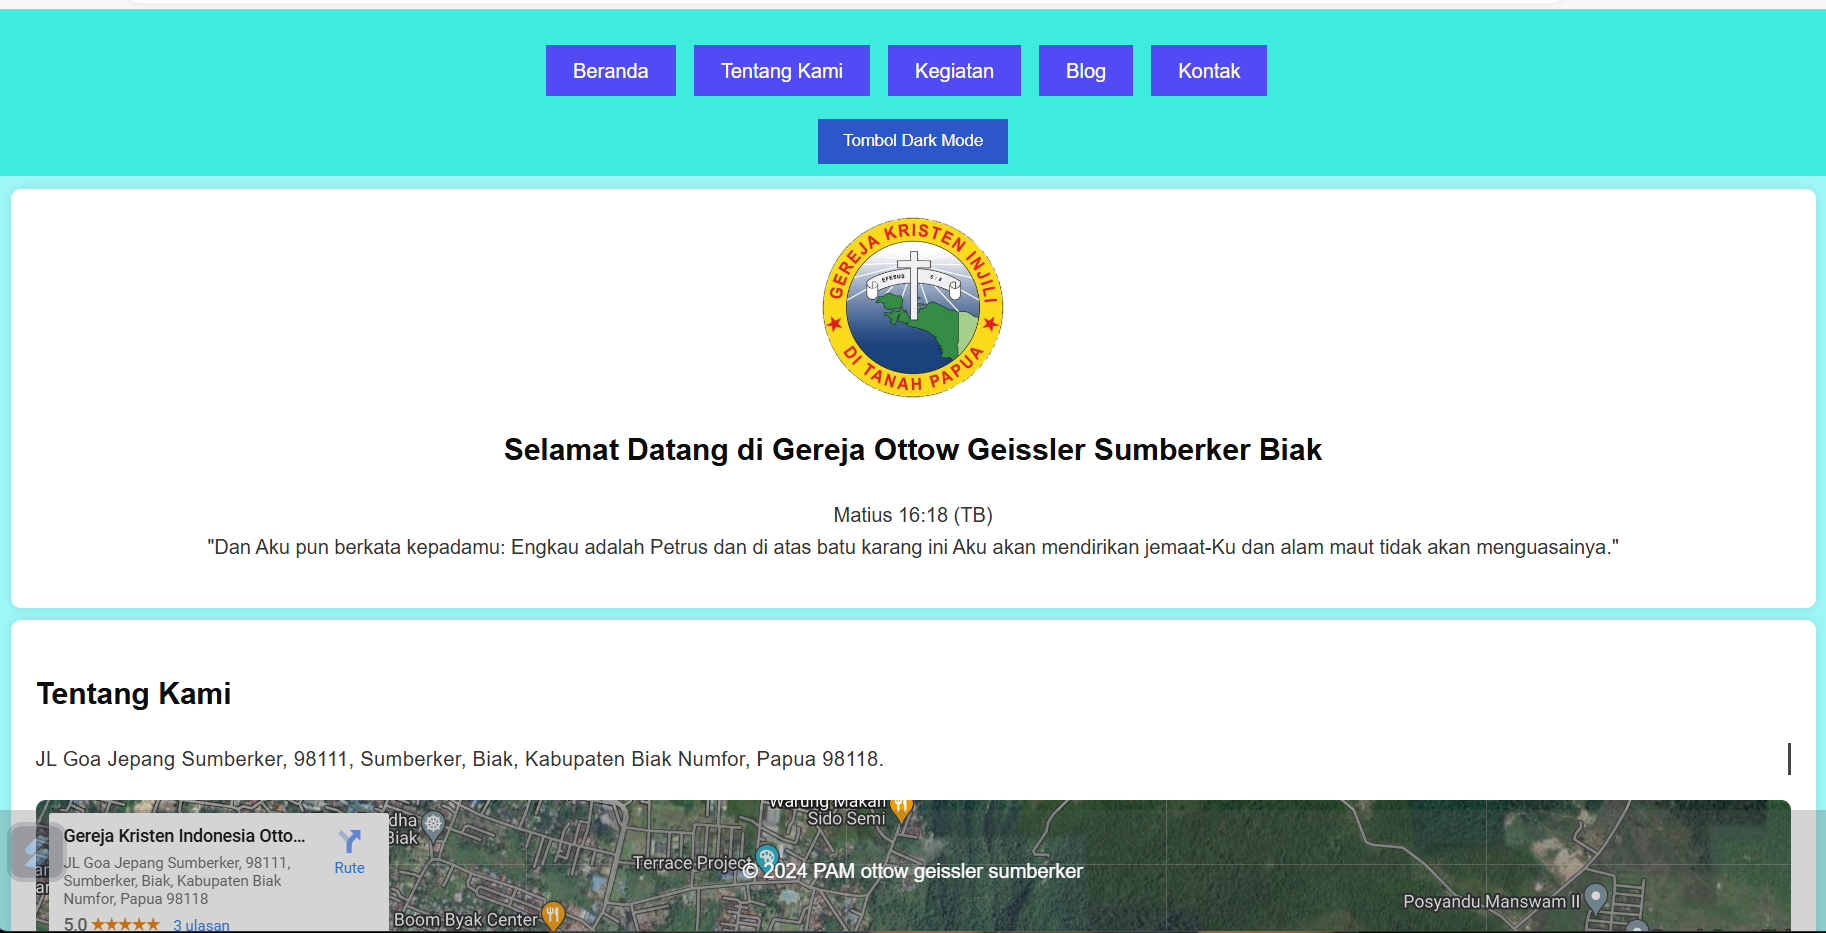 Beranda
Tentang Kami
Kegiatan
Blog
Kontak
Tombol Dark Mode
GEREJA KRISTEN INJILI
EFESUS 5:8
DI TANAH PAPUA
Selamat Datang di Gereja Ottow Geissler Sumberker Biak
Matius 16:18 (TB)
"Dan Aku pun berkata kepadamu: Engkau adalah Petrus dan di atas batu karang ini Aku akan mendirikan jemaat-Ku dan alam maut tidak akan menguasainya."
Tentang Kami
JL Goa Jepang Sumberker, 98111, Sumberker, Biak, Kabupaten Biak Numfor, Papua 98118.
Warung Makan
Sido Semi
Gereja Kristen Indonesia Otto...
Rute
JL Goa Jepang Sumberker, 98111,
Sumberker, Biak, Kabupaten Biak
Numfor, Papua 98118
5,0
3 ulasan
Biak
Terrace Project
© 2024 PAM ottow geissler sumberker
Boom Byak Center
Posyandu Manswam II